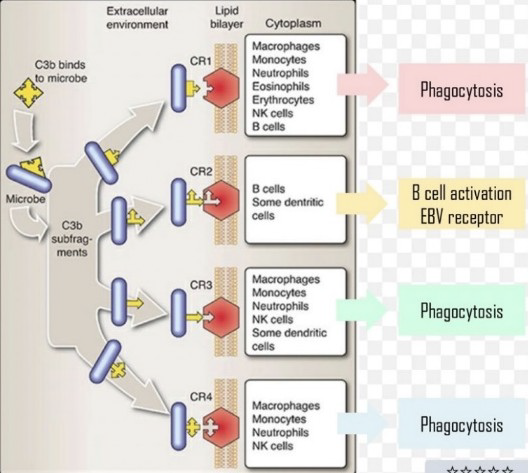 Extracellular
environment
Lipid
bilayer
Cytoplasm
C3b binds
to microbe
Microbe
C3b
subfrag-
ments
CR1
Macrophages
Monocytes
Neutrophils
Eosinophils
Erythrocytes
NK cells
B cells
Phagocytosis
CR2
B cells
Some dentritic
cells
B cell activation
EBV receptor
CR3
Macrophages
Monocytes
Neutrophils
NK cells
Some dendritic
cells
Phagocytosis
CR4
Macrophages
Monocytes
Neutrophils
NK cells
Phagocytosis